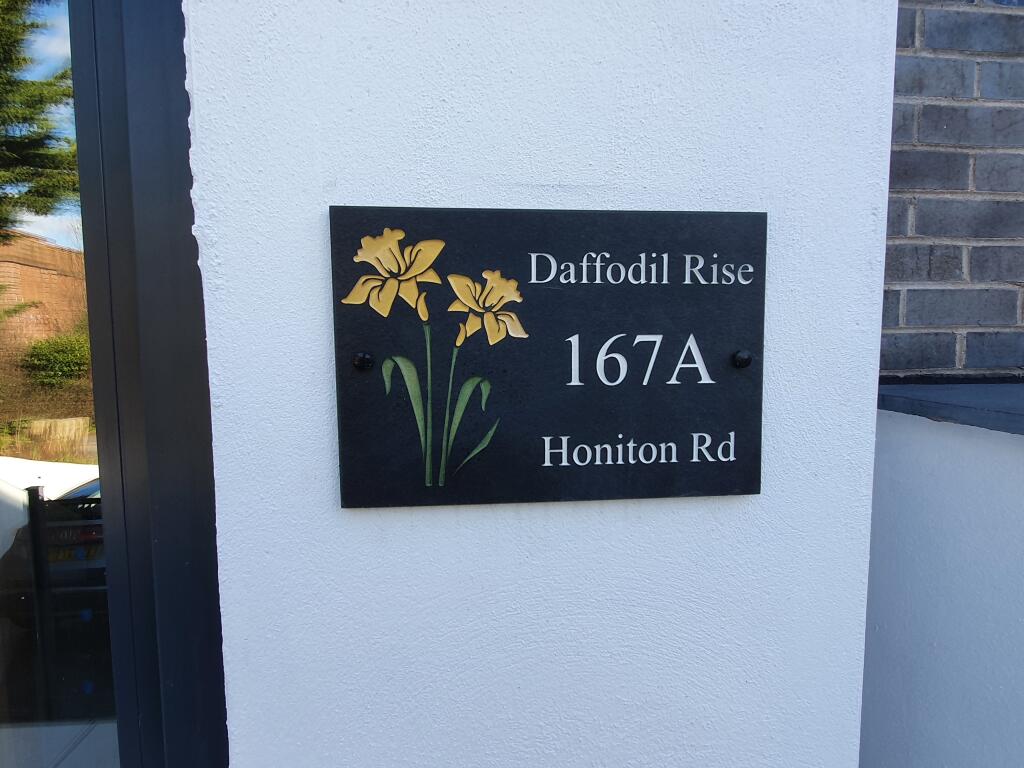 Daffodil Rise
167A
Honiton Rd